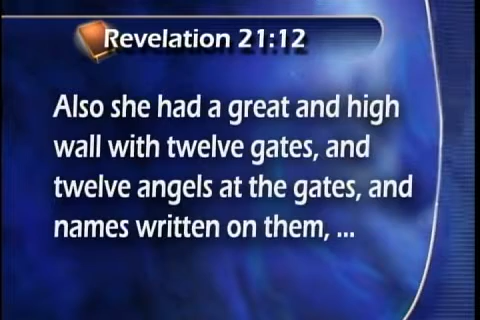 Revelation 21:12
Also she had a great and high
wall with twelve gates, and
twelve angels at the gates, and
names written on them, ...